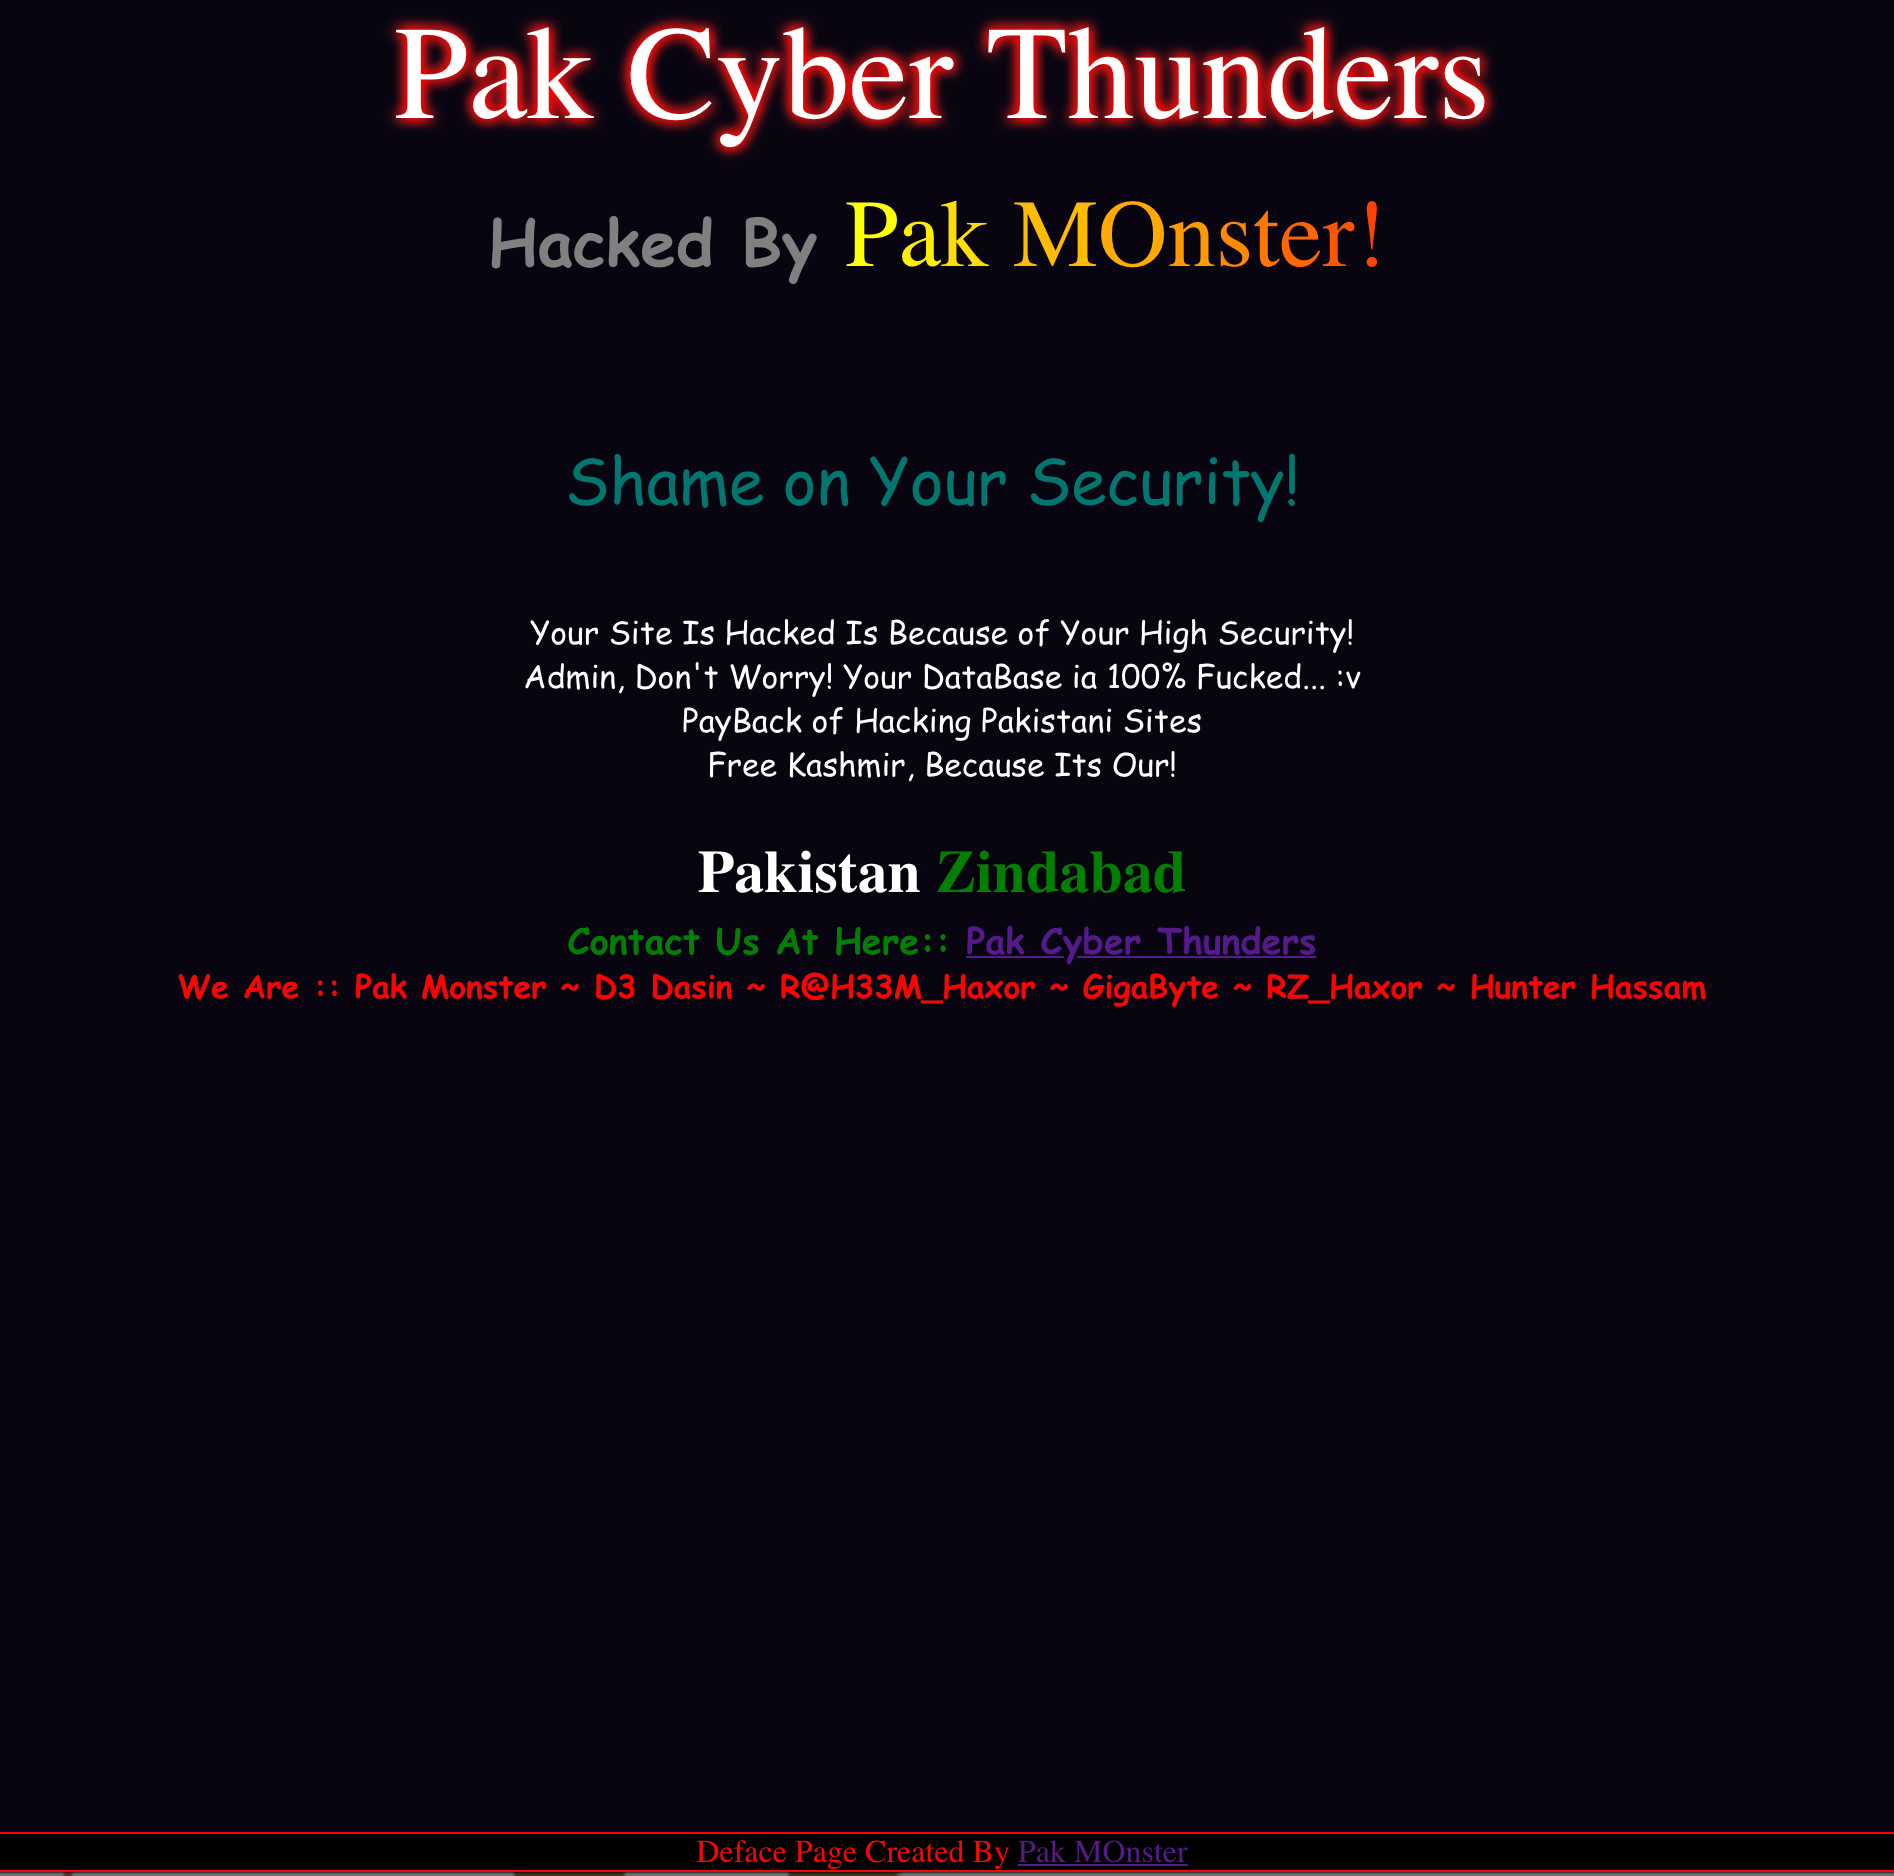 Pak Cyber Thunders
Hacked By Pak MOnster!
Shame on Your Security!
Your Site Is Hacked Is Because of Your High Security!
Admin, Don't Worry! Your DataBase ia 100% Fucked... :v
PayBack of Hacking Pakistani Sites
Free Kashmir, Because Its Our!
Pakistan Zindabad
Contact Us At Here:: Pak Cyber Thunders
We Are :: Pak Monster ~ D3 Dasin ~ R@H33M_Haxor ~ GigaByte ~ RZ_Haxor ~ Hunter Hassam
Deface Page Created By Pak MOnster